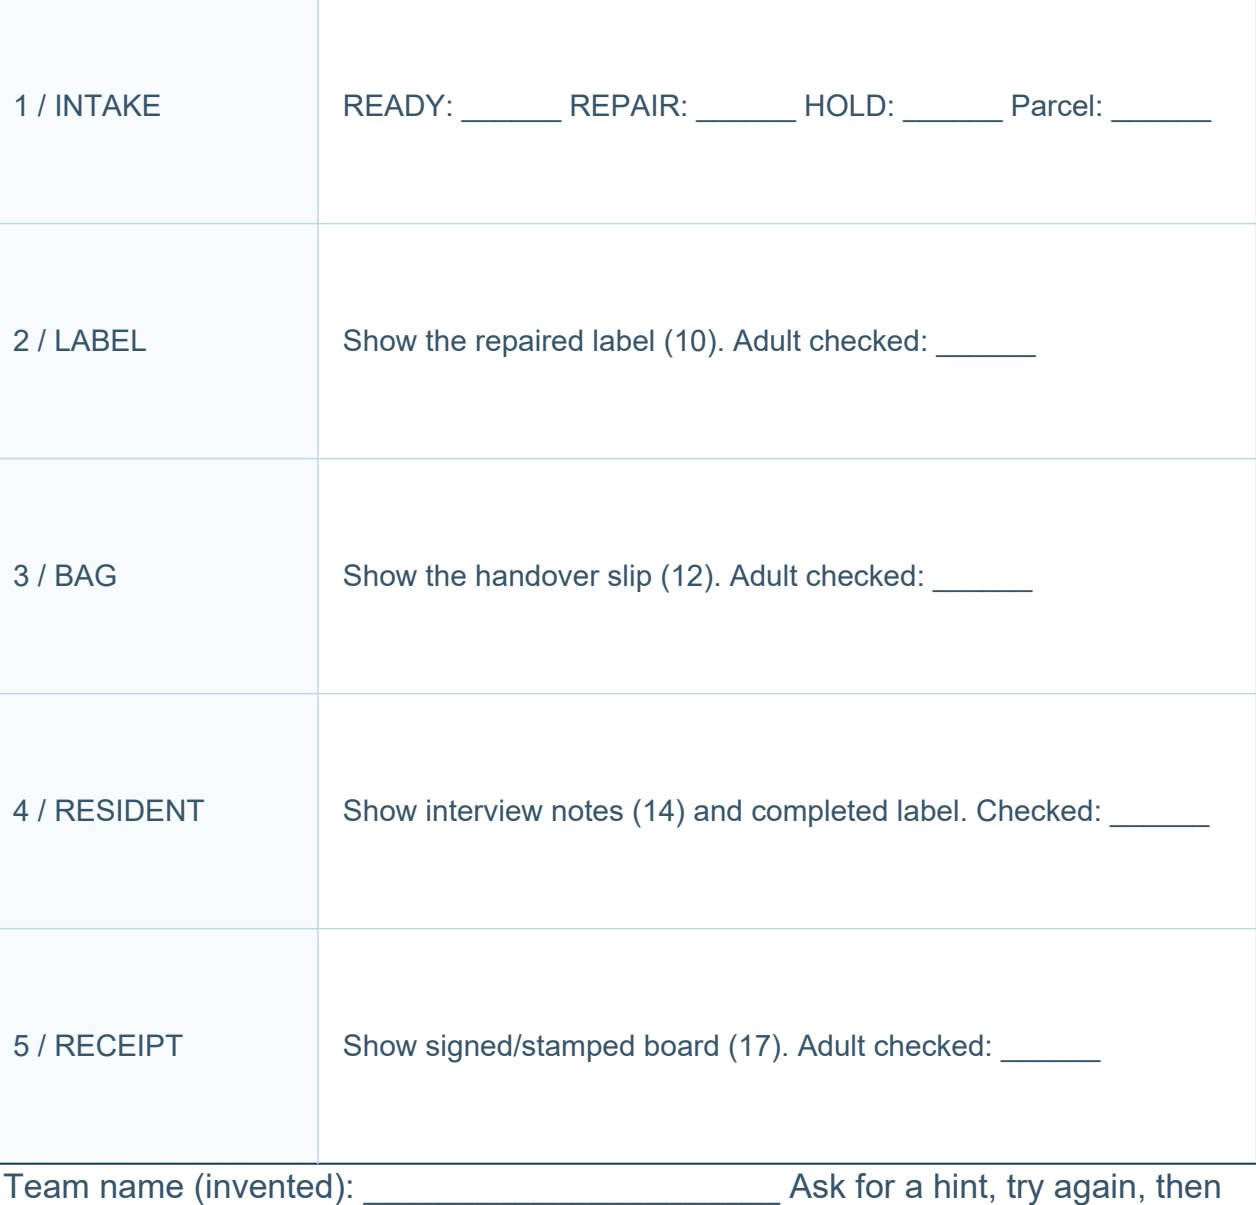 1 / INTAKE READY: ______ REPAIR: ______ HOLD: ______ Parcel: ______
2 / LABEL Show the repaired label (10). Adult checked: ______
3 / BAG Show the handover slip (12). Adult checked: ______
4 / RESIDENT Show interview notes (14) and completed label. Checked: ______
5 / RECEIPT Show signed/stamped board (17). Adult checked: ______
Team name (invented): ______________________ Ask for a hint, try again, then